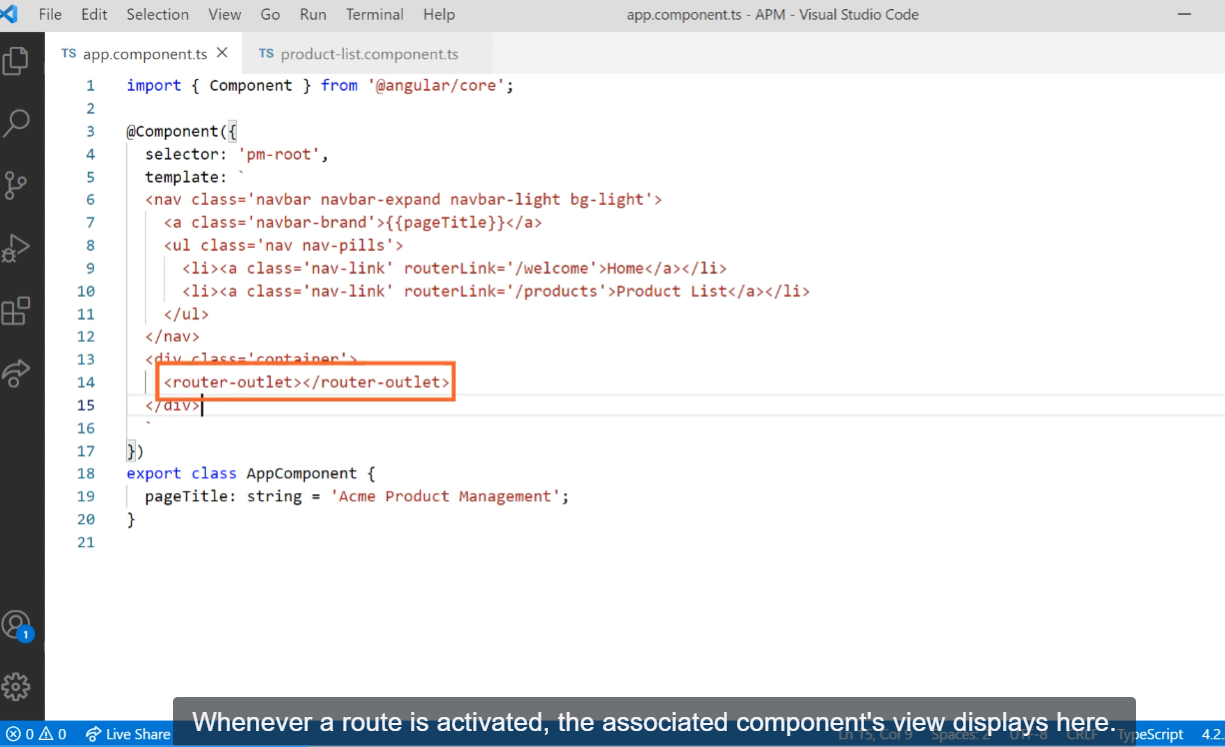 File Edit Selection View Go Run Terminal Help app.component.ts - APM - Visual Studio Code
TS app.component.ts × TS product-list.component.ts
1 import { Component } from '@angular/core';
2
3 @Component({
4 selector: 'pm-root',
5 template: `
6 <nav class='navbar navbar-expand navbar-light bg-light'>
7 <a class='navbar-brand'>{{pageTitle}}</a>
8 <ul class='nav nav-pills'>
9 <li><a class='nav-link' routerLink='/welcome'>Home</a></li>
10 <li><a class='nav-link' routerLink='/products'>Product List</a></li>
11 </ul>
12 </nav>
13 <div class='container'>
14 <router-outlet></router-outlet>
15 </div>
16 `
17 })
18 export class AppComponent {
19 pageTitle: string = 'Acme Product Management';
20 }
21
1
Whenever a route is activated, the associated component's view displays here.
0 0 Live Share Ln 15, Col 9 Spaces: 2 UTF-8 CRLF TypeScript 4.2.